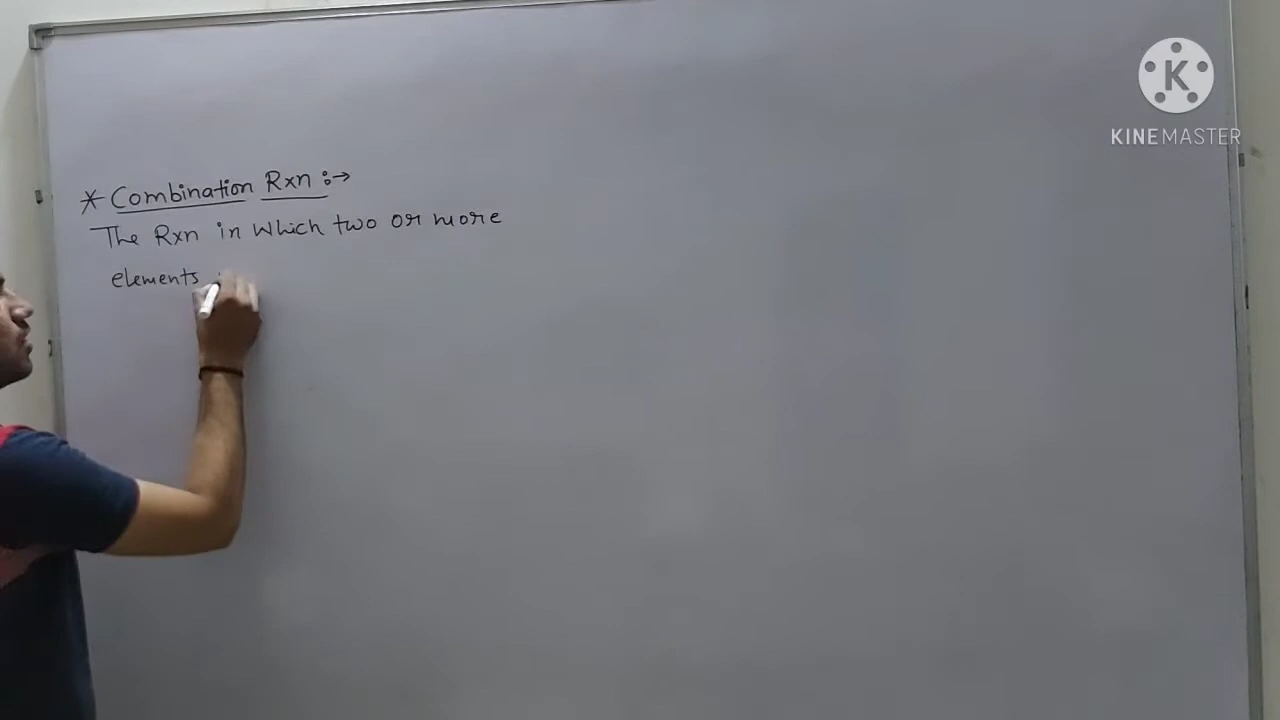 * Combination Rxn :→
The Rxn in which two or more
elements
K
KINEMASTER